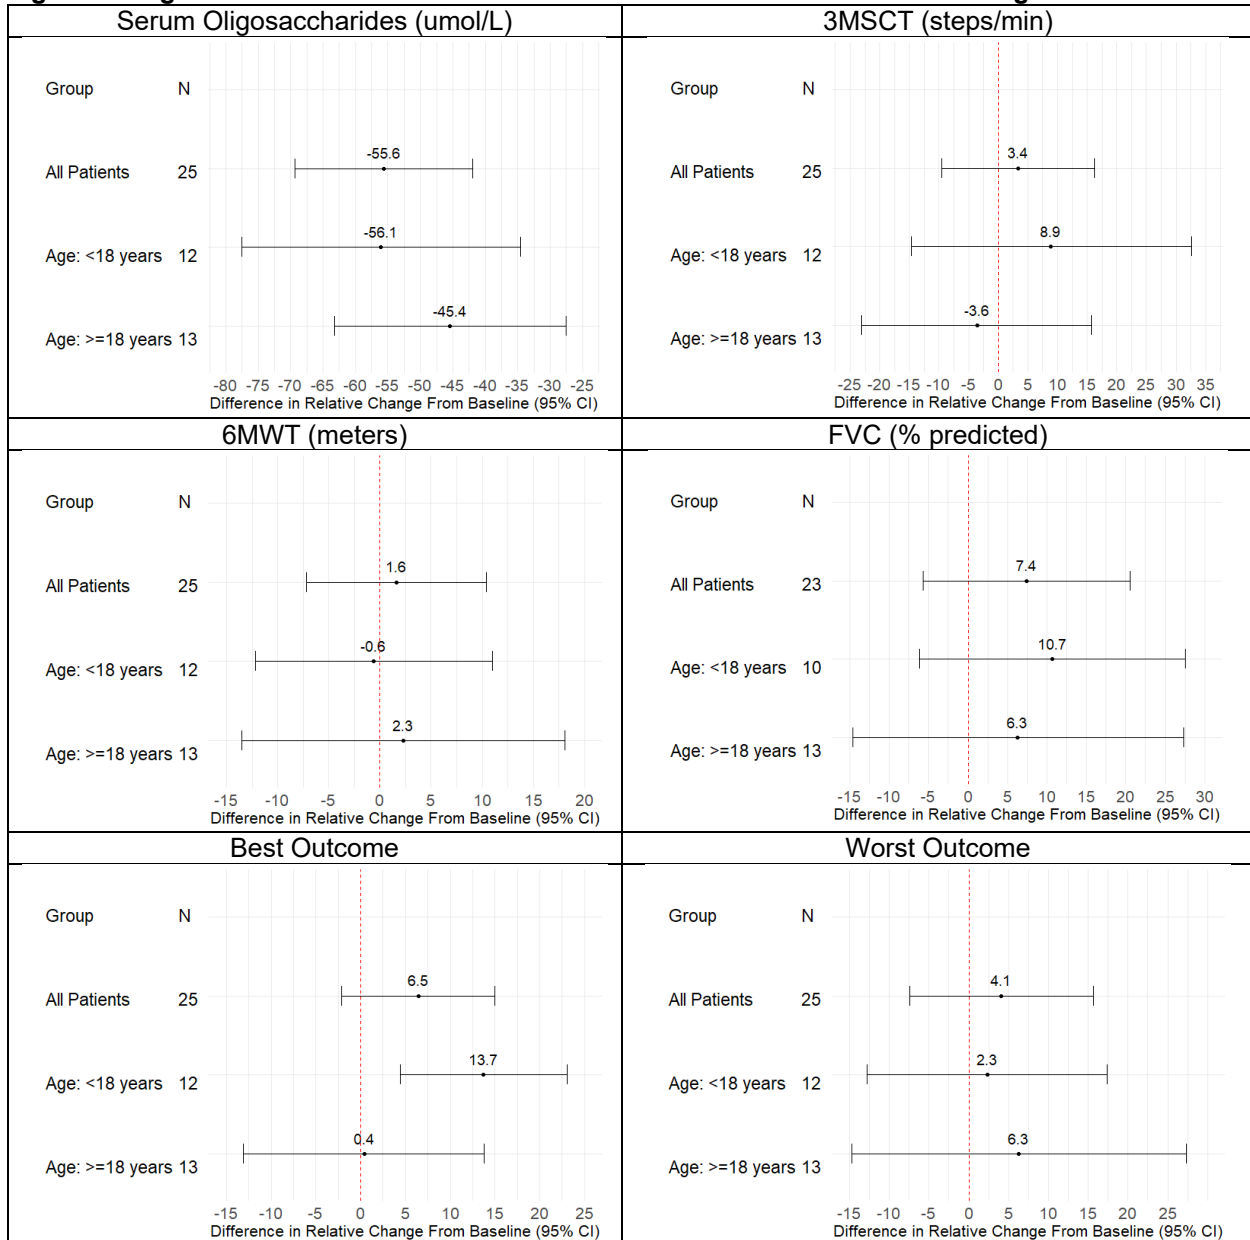 Serum Oligosaccharides (umol/L)
Group N
-55.6
All Patients 25
-56.1
Age: <18 years 12
-45.4
Age: >=18 years 13
-80 -75 -70 -65 -60 -55 -50 -45 -40 -35 -30 -25
Difference in Relative Change From Baseline (95% CI)
3MSCT (steps/min)
Group N
3.4
All Patients 25
8.9
Age: <18 years 12
-3.6
Age: >=18 years 13
-25 -20 -15 -10 -5 0 5 10 15 20 25 30 35
Difference in Relative Change From Baseline (95% CI)
6MWT (meters)
Group N
1.6
All Patients 25
-0.6
Age: <18 years 12
2.3
Age: >=18 years 13
-15 -10 -5 0 5 10 15 20
Difference in Relative Change From Baseline (95% CI)
FVC (% predicted)
Group N
7.4
All Patients 23
10.7
Age: <18 years 10
6.3
Age: >=18 years 13
-15 -10 -5 0 5 10 15 20 25 30
Difference in Relative Change From Baseline (95% CI)
Best Outcome
Group N
6.5
All Patients 25
13.7
Age: <18 years 12
0.4
Age: >=18 years 13
-15 -10 -5 0 5 10 15 20 25
Difference in Relative Change From Baseline (95% CI)
Worst Outcome
Group N
4.1
All Patients 25
2.3
Age: <18 years 12
6.3
Age: >=18 years 13
-15 -10 -5 0 5 10 15 20 25
Difference in Relative Change From Baseline (95% CI)